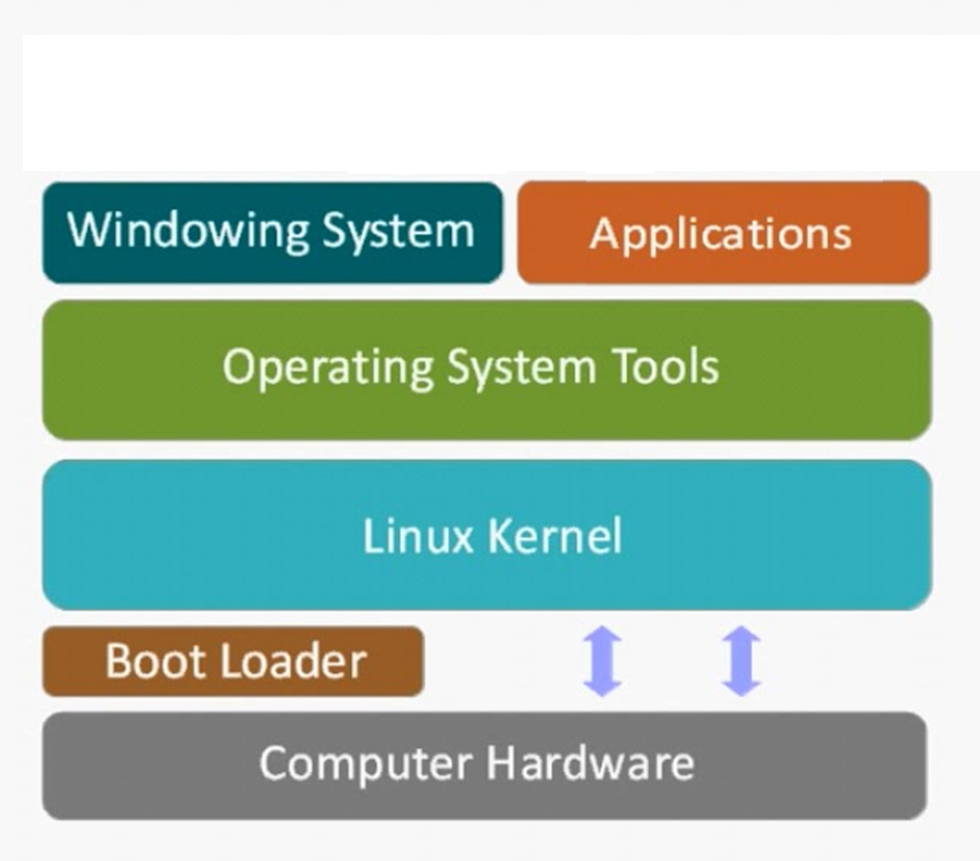 Windowing System
Applications
Operating System Tools
Linux Kernel
Boot Loader
Computer Hardware